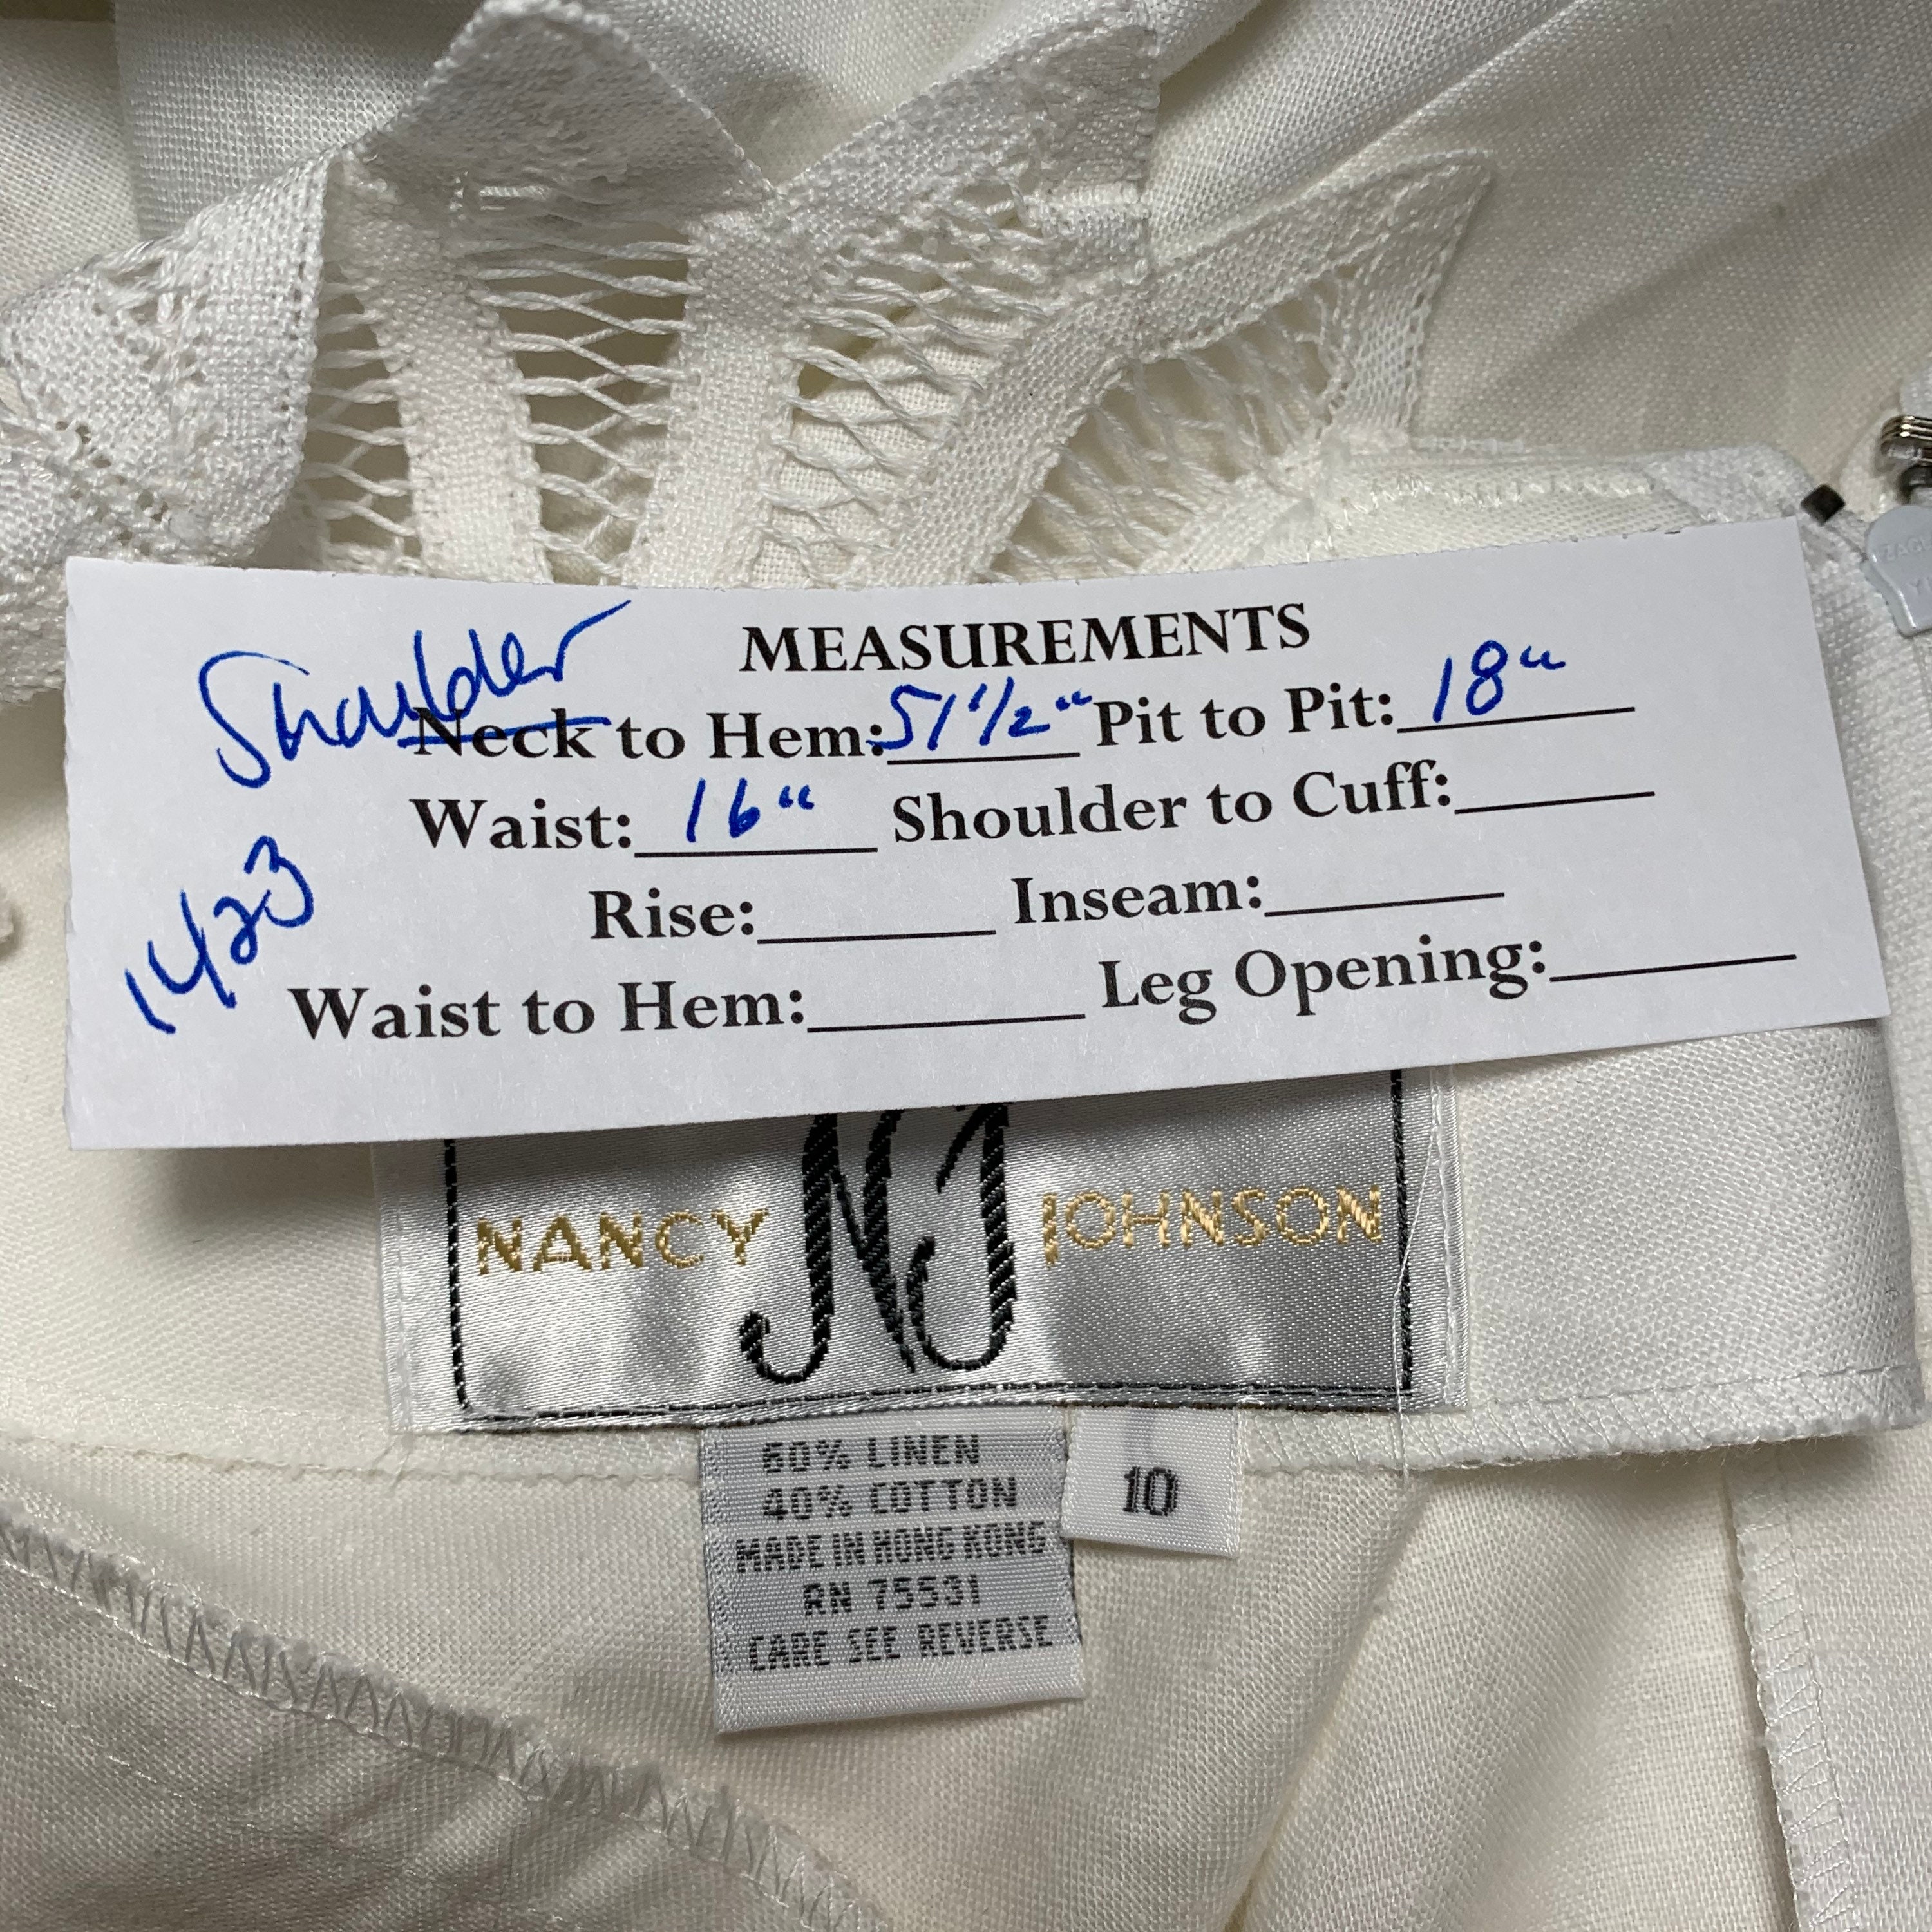 MEASUREMENTS
Shoulder
Neck to Hem: 51 1/2" Pit to Pit: 18"
Waist: 16" Shoulder to Cuff:
1423
Rise: Inseam:
Waist to Hem: Leg Opening:
NANCY NJ JOHNSON
60% LINEN
40% COTTON
MADE IN HONG KONG
RN 75531
CARE SEE REVERSE
10